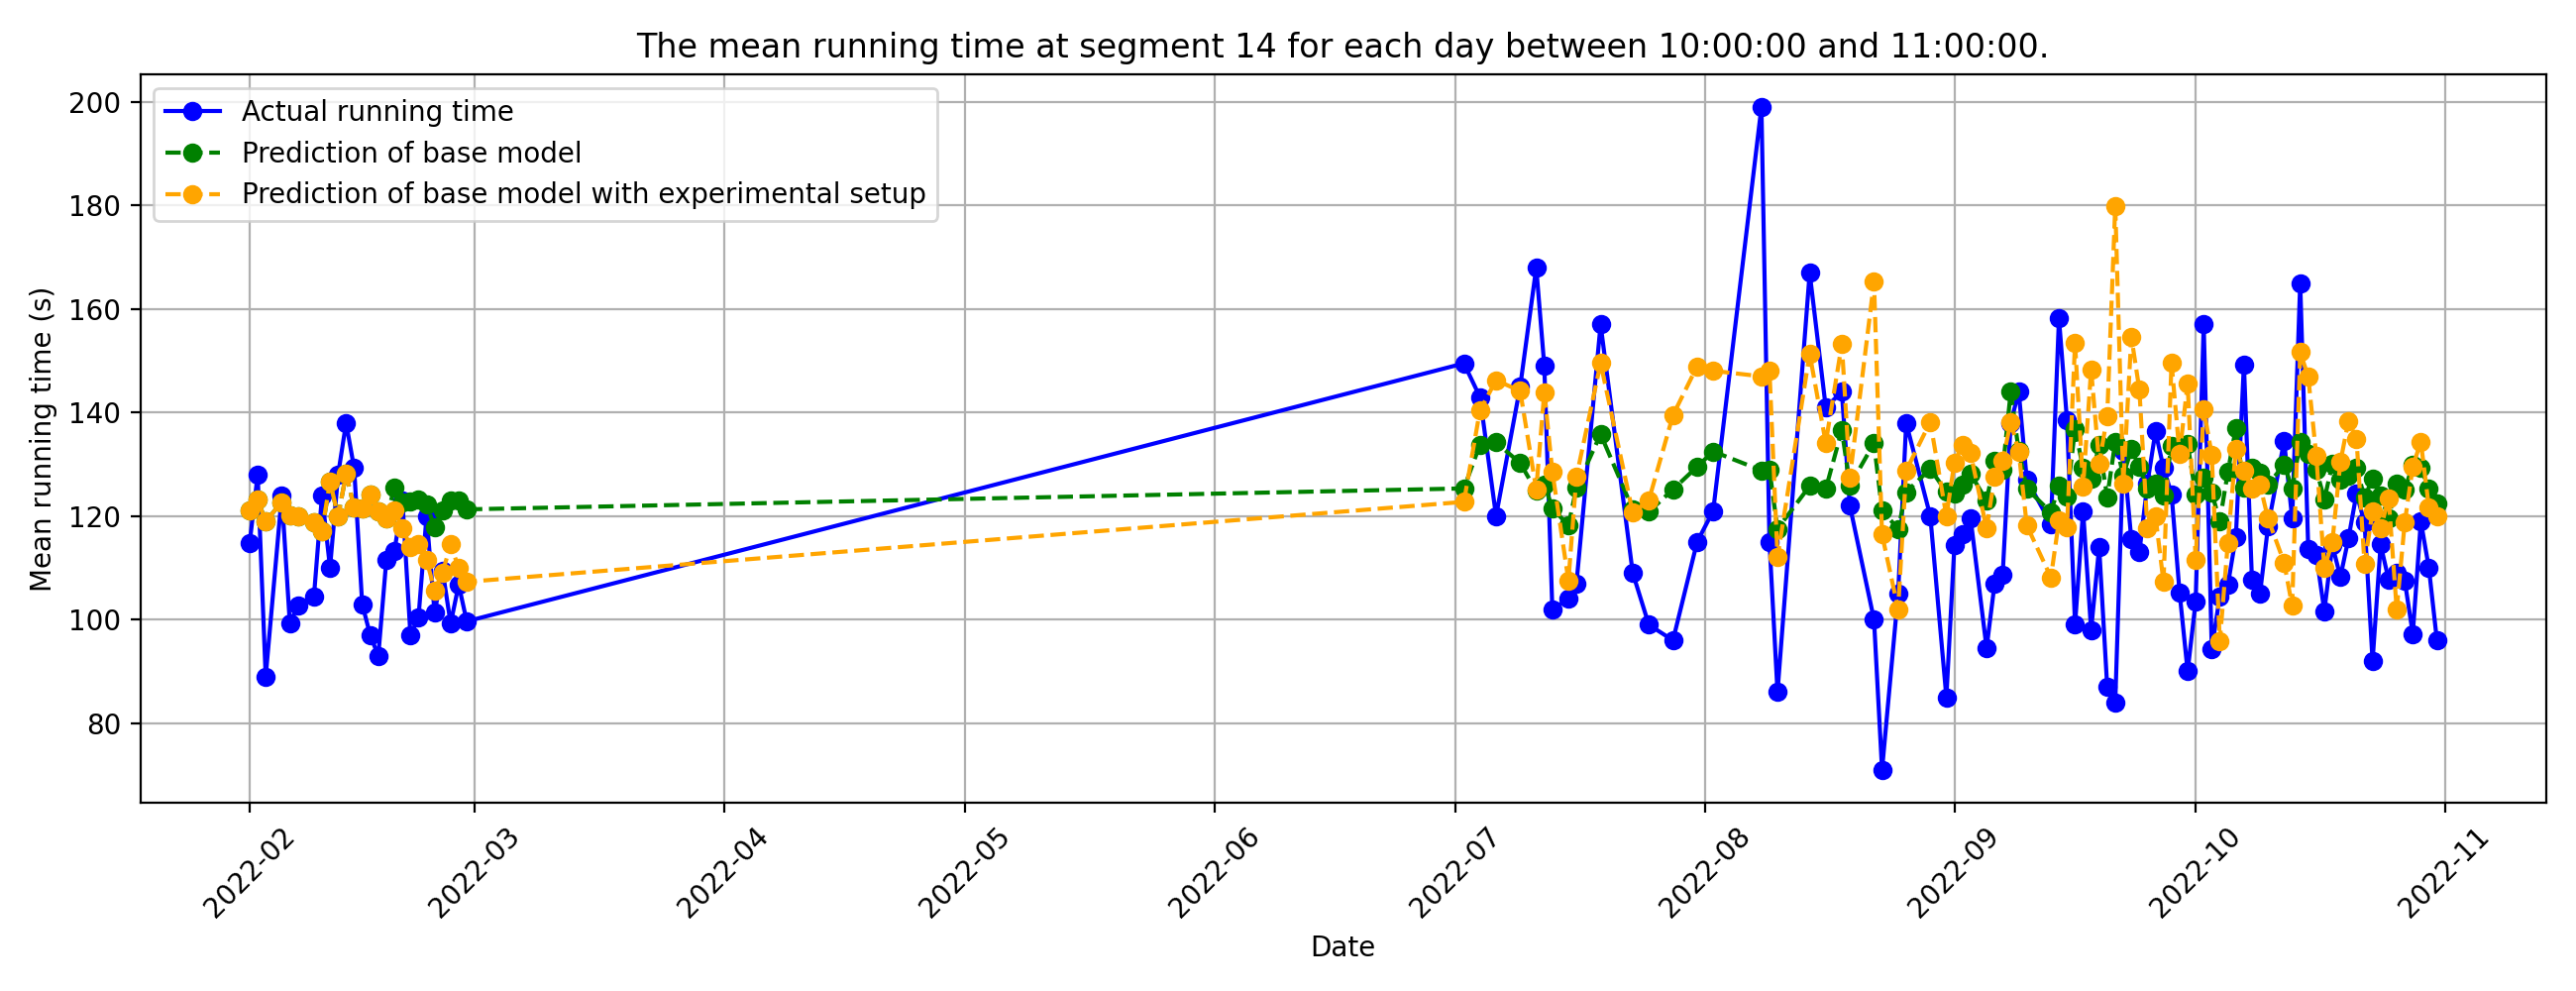 The mean running time at segment 14 for each day between 10:00:00 and 11:00:00.
Actual running time
Prediction of base model
Prediction of base model with experimental setup
Mean running time (s)
200
180
160
140
120
100
80
2022-02
2022-03
2022-04
2022-05
2022-06
2022-07
2022-08
2022-09
2022-10
2022-11
Date